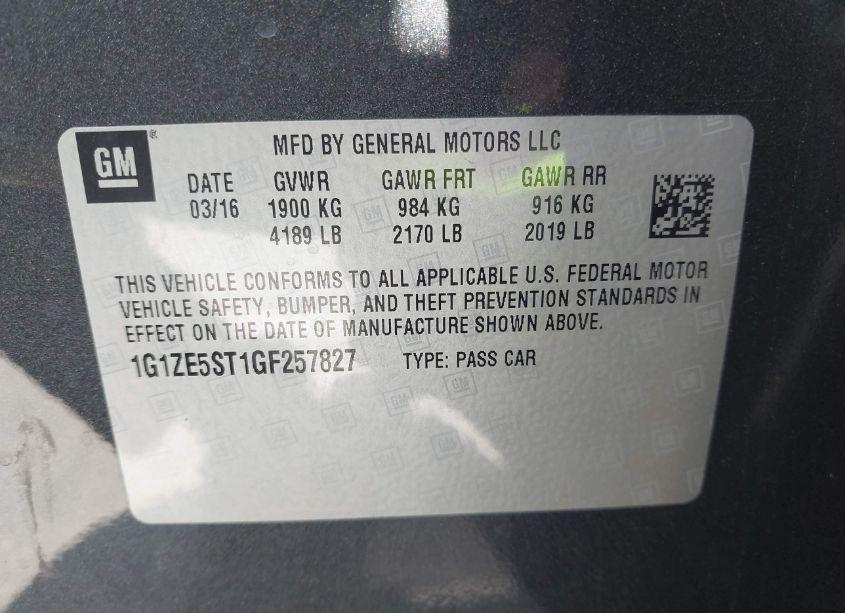 GM
MFD BY GENERAL MOTORS LLC
DATE GVWR GAWR FRT GAWR RR
03/16 1900 KG 984 KG 916 KG
4189 LB 2170 LB 2019 LB
THIS VEHICLE CONFORMS TO ALL APPLICABLE U.S. FEDERAL MOTOR
VEHICLE SAFETY, BUMPER, AND THEFT PREVENTION STANDARDS IN
EFFECT ON THE DATE OF MANUFACTURE SHOWN ABOVE.
1G1ZE5ST1GF257827 TYPE: PASS CAR